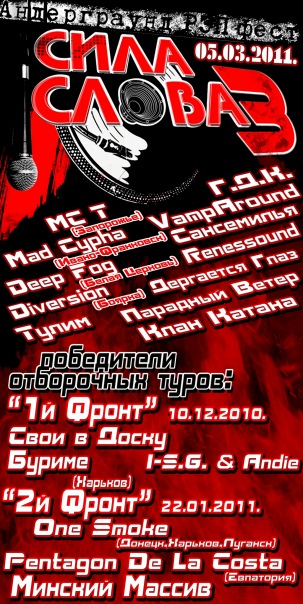 Андерграунд Рэп фест
05.03.2011.
СИЛА
СЛОВА 3
МС Т
(Запорожье)
Mad Cypha
(Ивано-Франковск)
Deep Fog
(Белая Церковь)
Diversion
(Боярка)
Тупим
Г.Д.К.
VampAround
Сансемилья
Renessound
Дергается Глаз
Парадный Ветер
Клан Катана
победители
отборочных туров:
"1й Фронт" 10.12.2010.
Свои в Доску
Буриме I-S.G. & Andie
(Харьков)
"2й Фронт" 22.01.2011.
One Smoke
(Донецк.Харьков.Луганск)
Pentagon De La Costa
(Евпатория)
Минский Массив